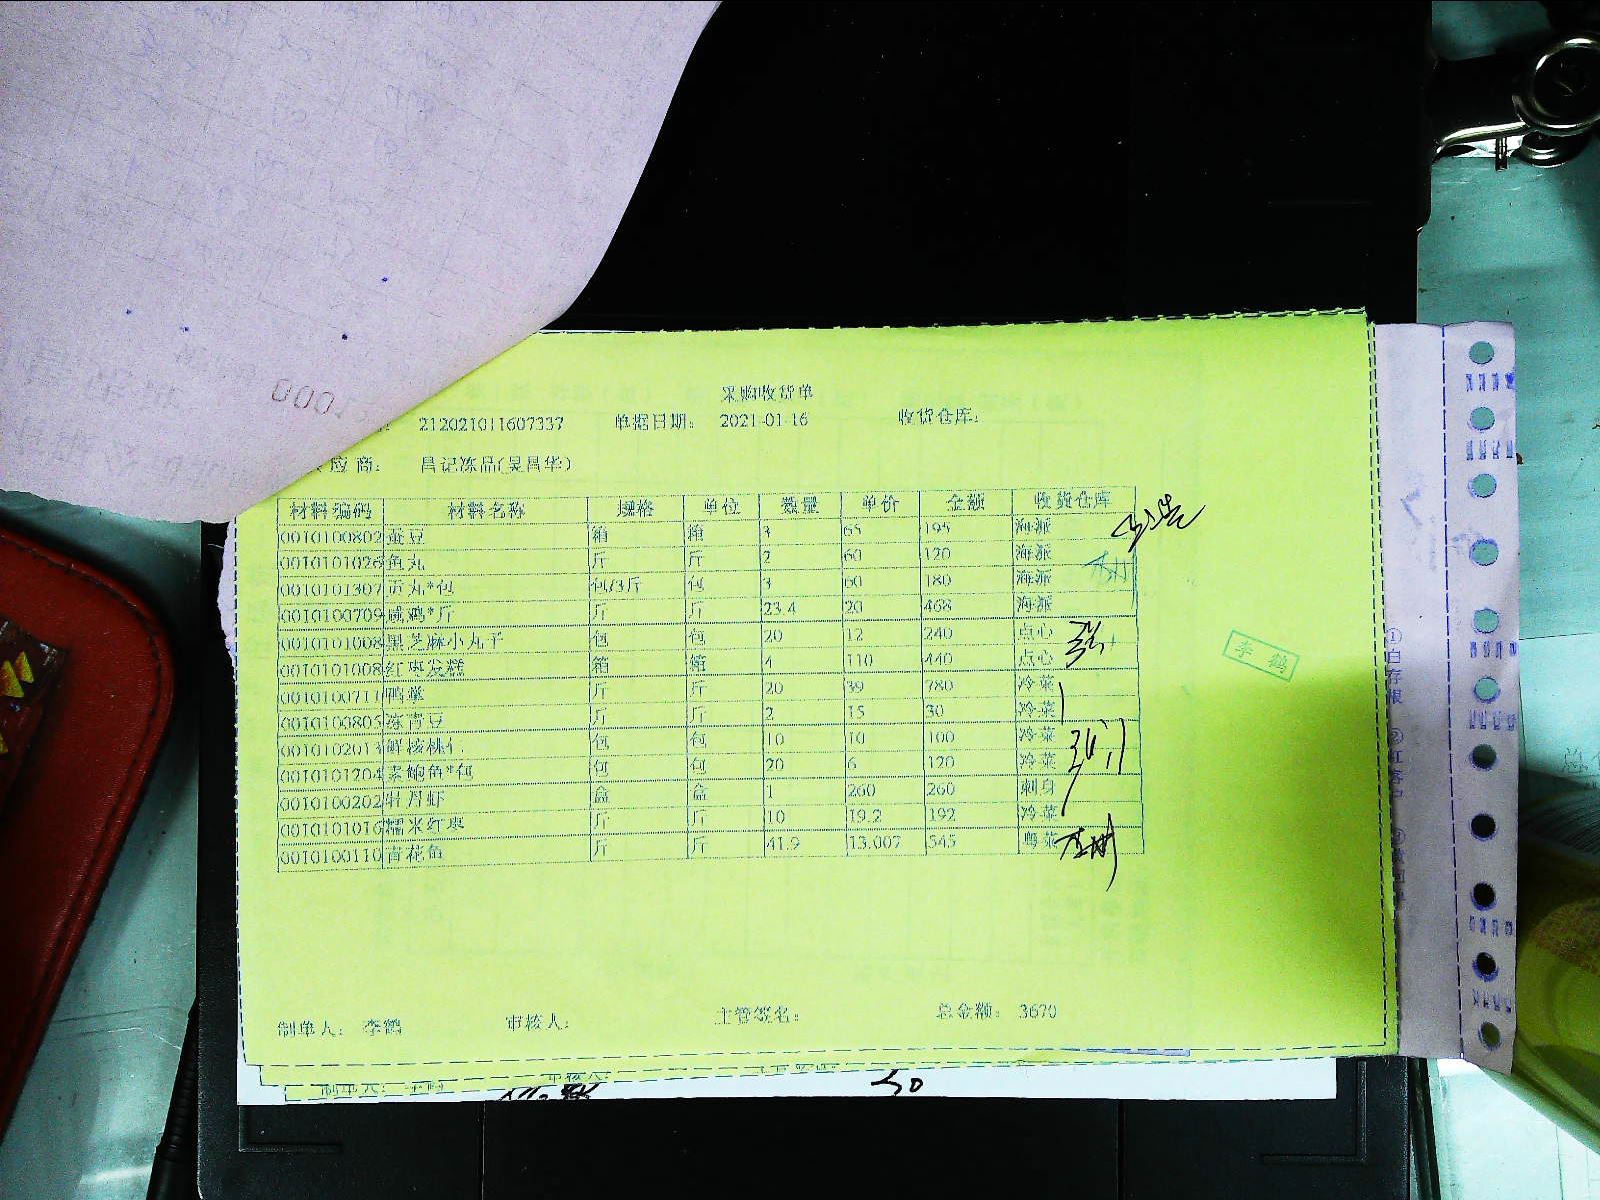 采购收货单
212021011607337 单据日期: 2021-01-16 收货仓库:
应商: 昌记冻品(吴昌华)
材料编码 材料名称 规格 单位 数量 单价 金额 收货仓库
0010100802 蚕豆 箱 箱 3 65 195 海派
0010101026 鱼丸 斤 斤 2 60 120 海派
0010101307 贡丸*包 包/3斤 包 3 60 180 海派
0010100709 咸鸡*斤 斤 斤 23.4 20 468 海派
0010101008 黑芝麻小丸子 包 包 20 12 240 点心
0010101008 红枣发糕 箱 箱 4 110 440 点心
0010100711 鸭掌 斤 斤 20 39 780 冷菜
0010100805 冻青豆 斤 斤 2 15 30 冷菜
0010102013 鲜核桃仁 包 包 10 10 100 冷菜
0010101204 素鲍鱼*包 包 包 20 6 120 冷菜
0010100202 牡丹虾 盒 盒 1 260 260 刺身
0010101016 糯米红枣 斤 斤 10 19.2 192 冷菜
0010100110 青花鱼 斤 斤 41.9 13.007 545 粤菜
李鹤
制单人: 李鹤 审核人: 主管签名: 总金额: 3670